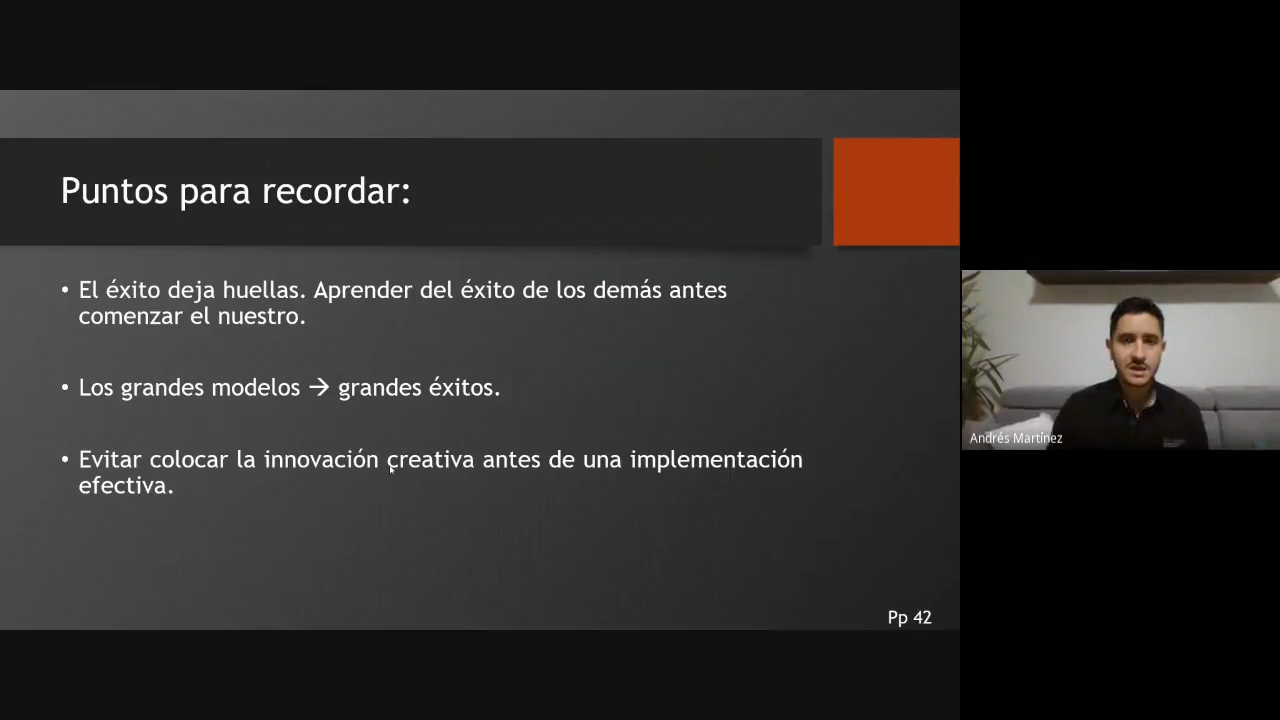 Puntos para recordar:
• El éxito deja huellas. Aprender del éxito de los demás antes
comenzar el nuestro.
• Los grandes modelos → grandes éxitos.
• Evitar colocar la innovación creativa antes de una implementación
efectiva.
Pp 42
Andrés Martínez